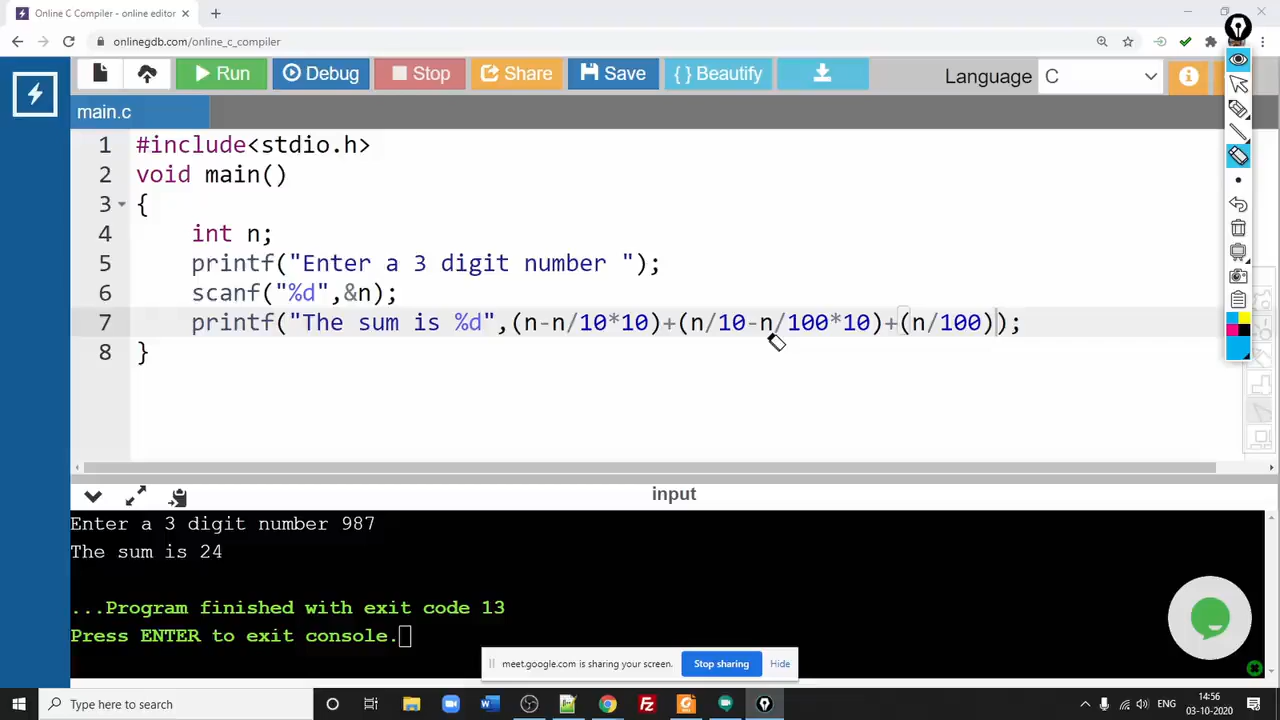 Online C Compiler - online editor
onlinegdb.com/online_c_compiler
Run Debug Stop Share Save { } Beautify Language C
main.c
1 #include<stdio.h>
2 void main()
3 {
4 int n;
5 printf("Enter a 3 digit number ");
6 scanf("%d",&n);
7 printf("The sum is %d",(n-n/10*10)+(n/10-n/100*10)+(n/100));
8 }
input
Enter a 3 digit number 987
The sum is 24
...Program finished with exit code 13
Press ENTER to exit console.
meet.google.com is sharing your screen. Stop sharing Hide
Type here to search
ENG
14:56
03-10-2020